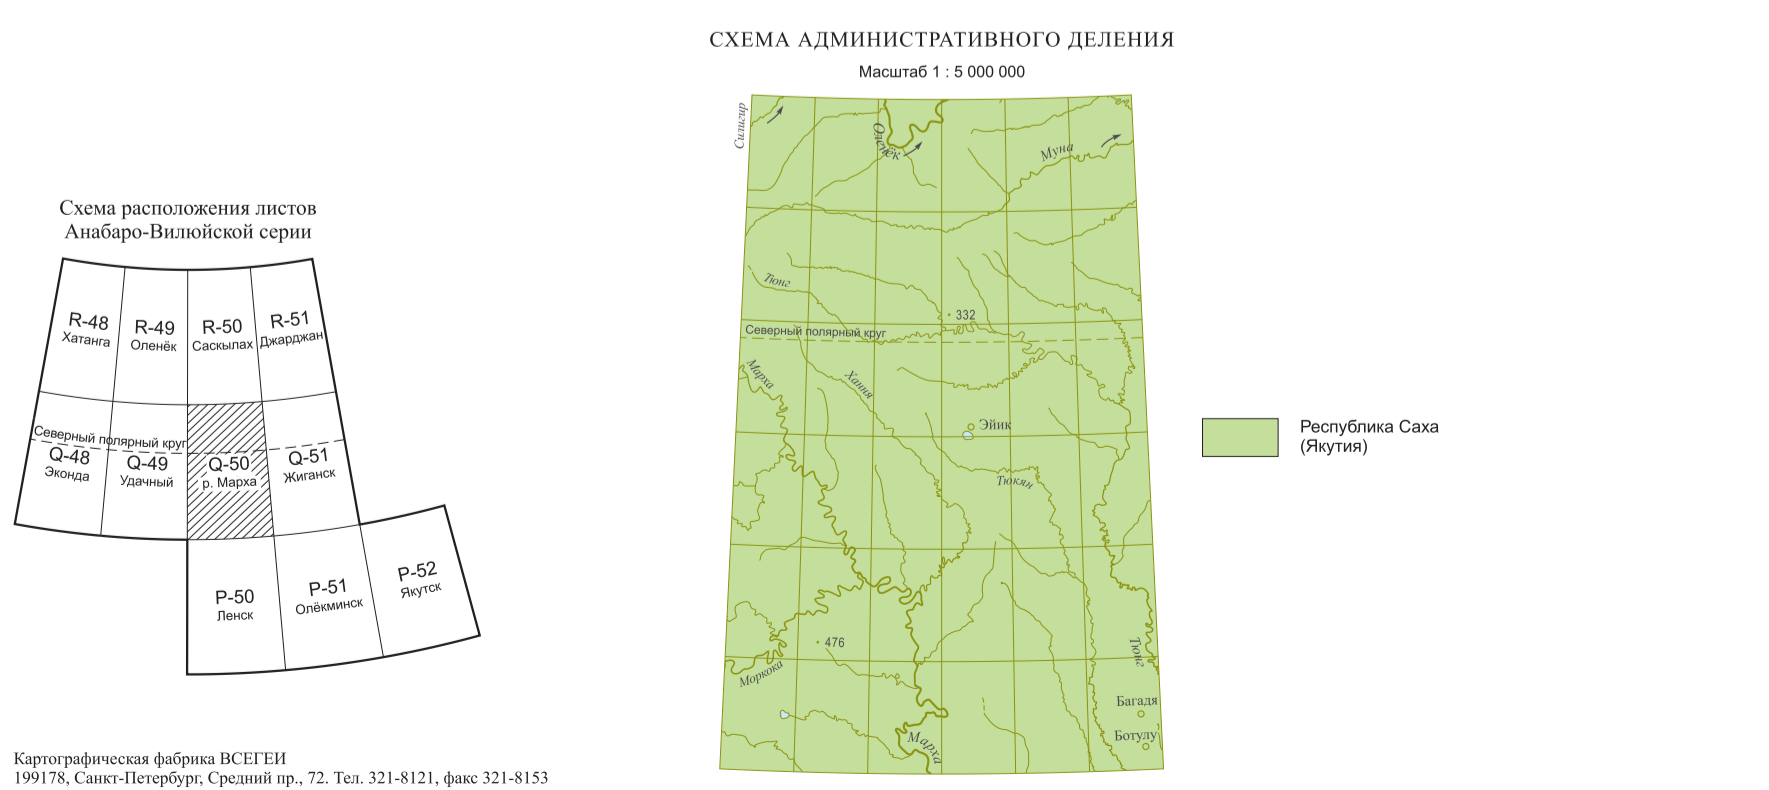 СХЕМА АДМИНИСТРАТИВНОГО ДЕЛЕНИЯ
Масштаб 1 : 5 000 000
Схема расположения листов
Анабаро-Вилюйской серии
R-48
Хатанга
R-49
Оленёк
R-50
Саскылах
R-51
Джарджан
Северный полярный круг
Q-48
Эконда
Q-49
Удачный
Q-50
р. Марха
Q-51
Жиганск
P-50
Ленск
P-51
Олёкминск
P-52
Якутск
Картографическая фабрика ВСЕГЕИ
199178, Санкт-Петербург, Средний пр., 72. Тел. 321-8121, факс 321-8153
Силигир
Оленёк
Муна
Тюнг
332
Северный полярный круг
Марха
Хання
Эйик
Тюкян
476
Моркока
Тюнг
Багадя
Ботулу
Марха
Республика Саха
(Якутия)